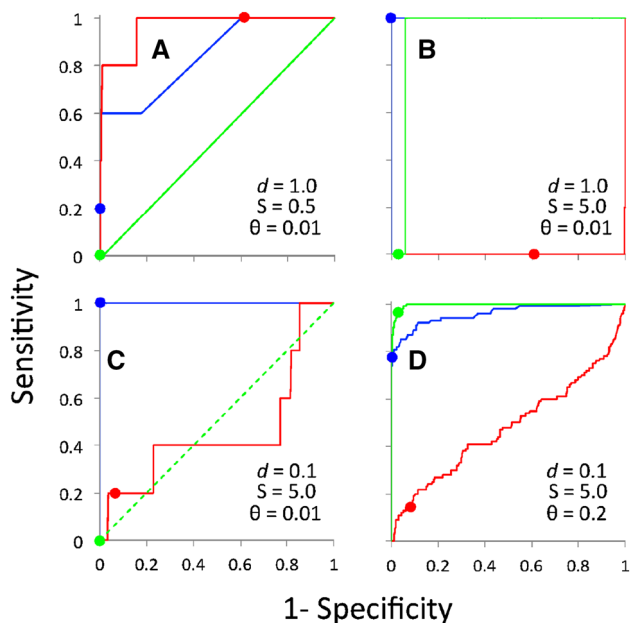 A
B
1
0.8
0.6
0.4
0.2
0
d = 1.0
S = 0.5
θ = 0.01
d = 1.0
S = 5.0
θ = 0.01
Sensitivity
C
D
1
0.8
0.6
0.4
0.2
0
d = 0.1
S = 5.0
θ = 0.01
d = 0.1
S = 5.0
θ = 0.2
0 0.2 0.4 0.6 0.8 1 0 0.2 0.4 0.6 0.8 1
1- Specificity